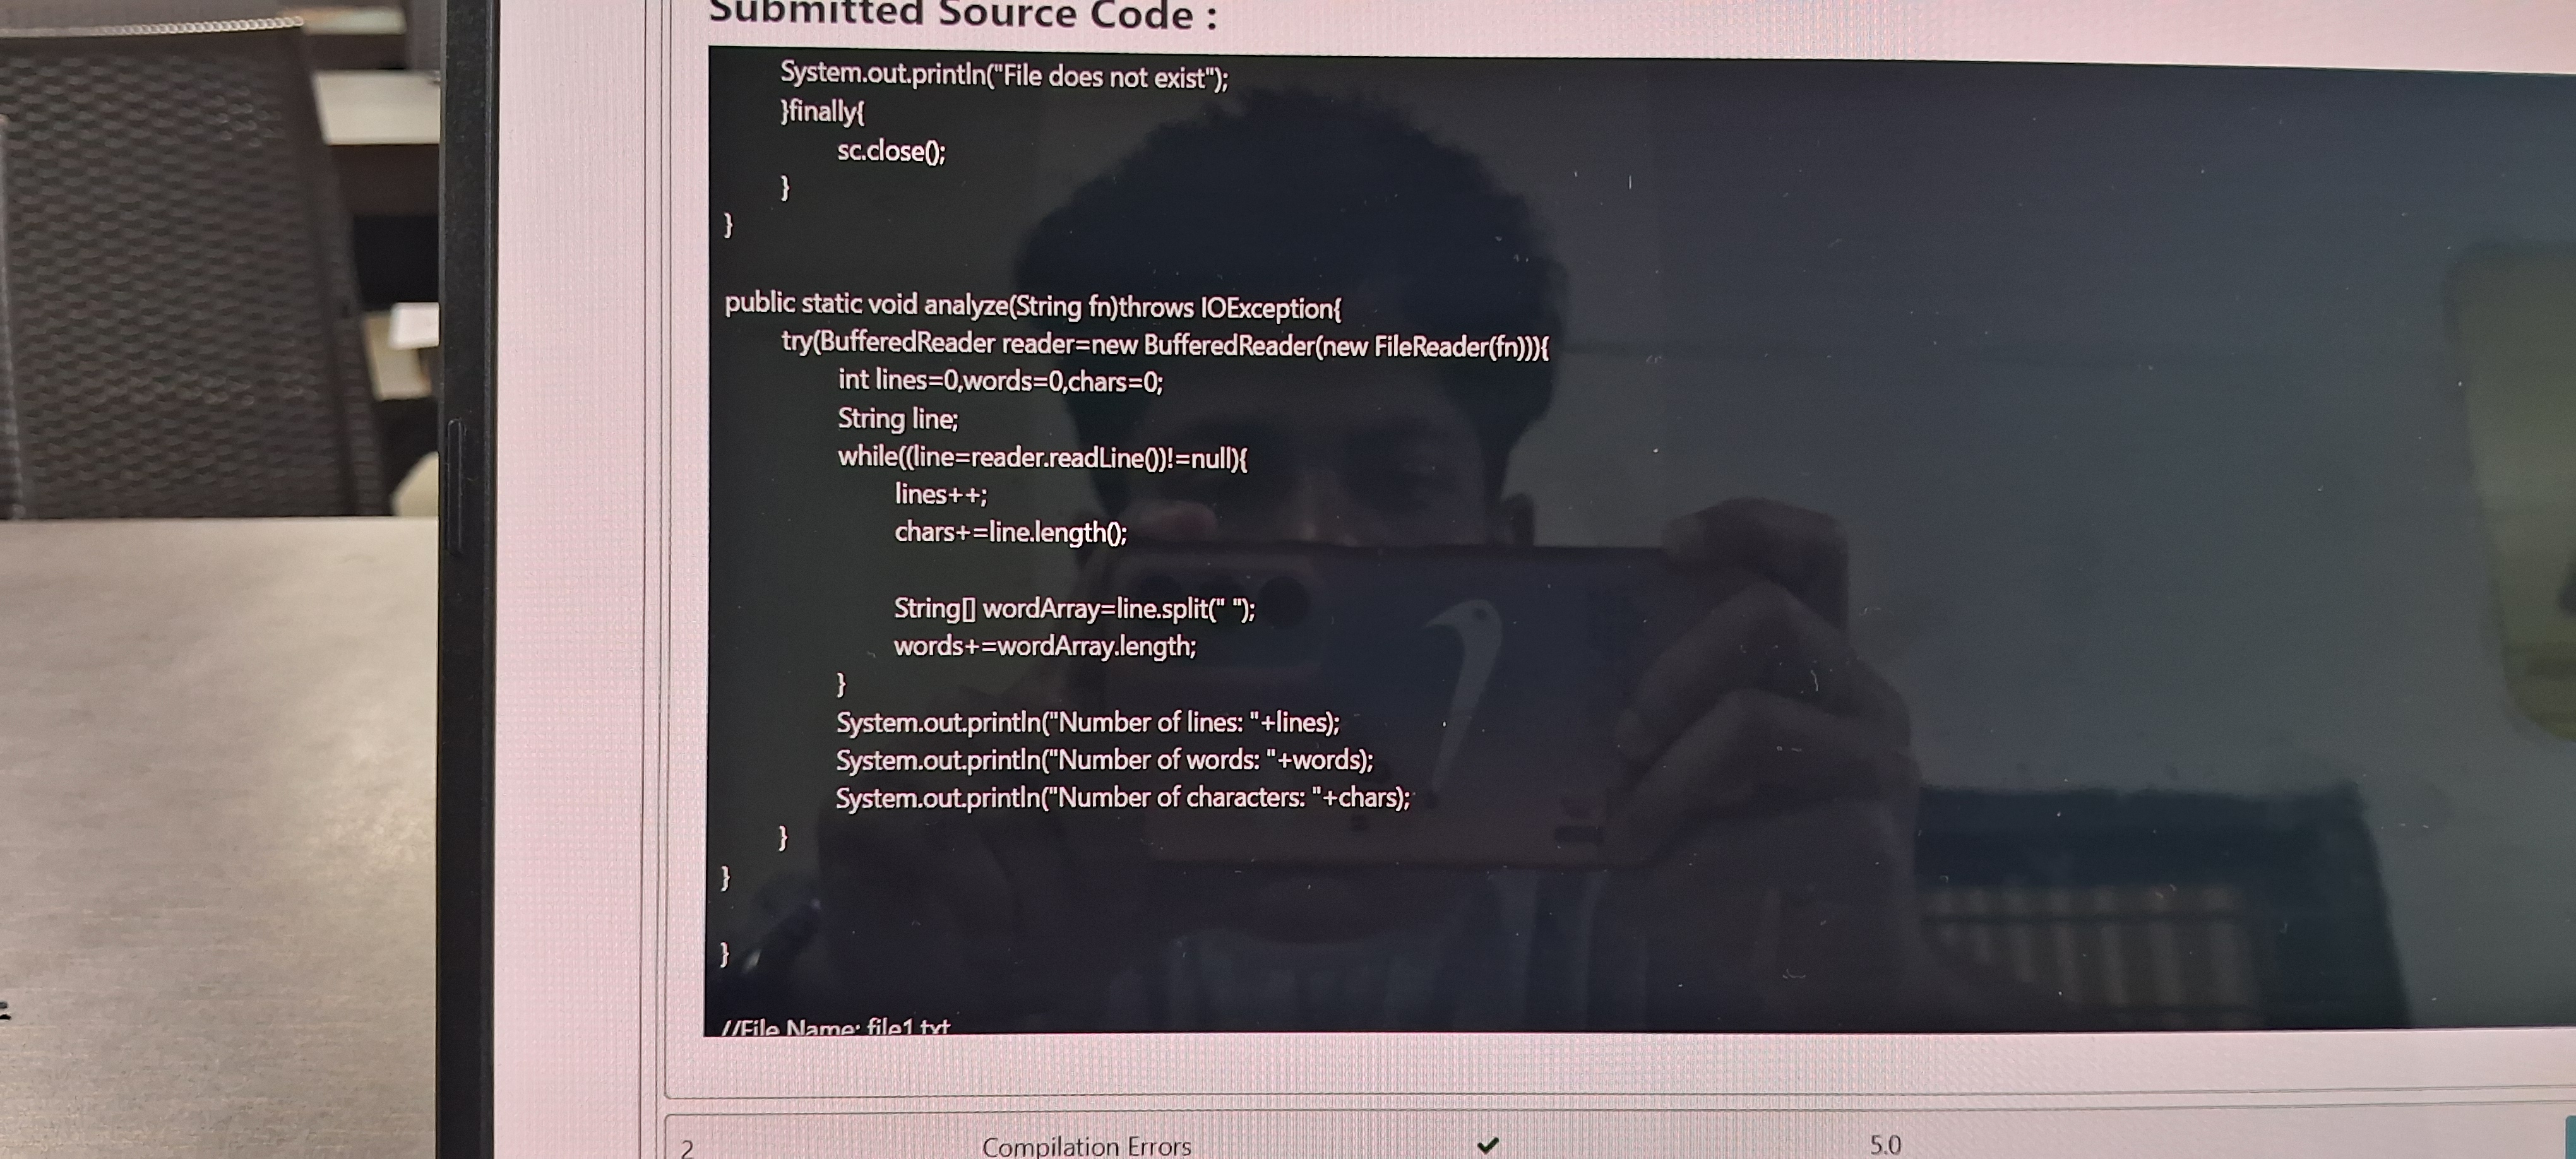 Submitted Source Code :
System.out.println("File does not exist");
}finally{
sc.close();
}
}
public static void analyze(String fn)throws IOException{
try(BufferedReader reader=new BufferedReader(new FileReader(fn))){
int lines=0,words=0,chars=0;
String line;
while((line=reader.readLine())!=null){
lines++;
chars+=line.length();
String[] wordArray=line.split(" ");
words+=wordArray.length;
}
System.out.println("Number of lines: "+lines);
System.out.println("Number of words: "+words);
System.out.println("Number of characters: "+chars);
}
}
}
//File Name: file1.txt
2 Compilation Errors ✔ 5.0